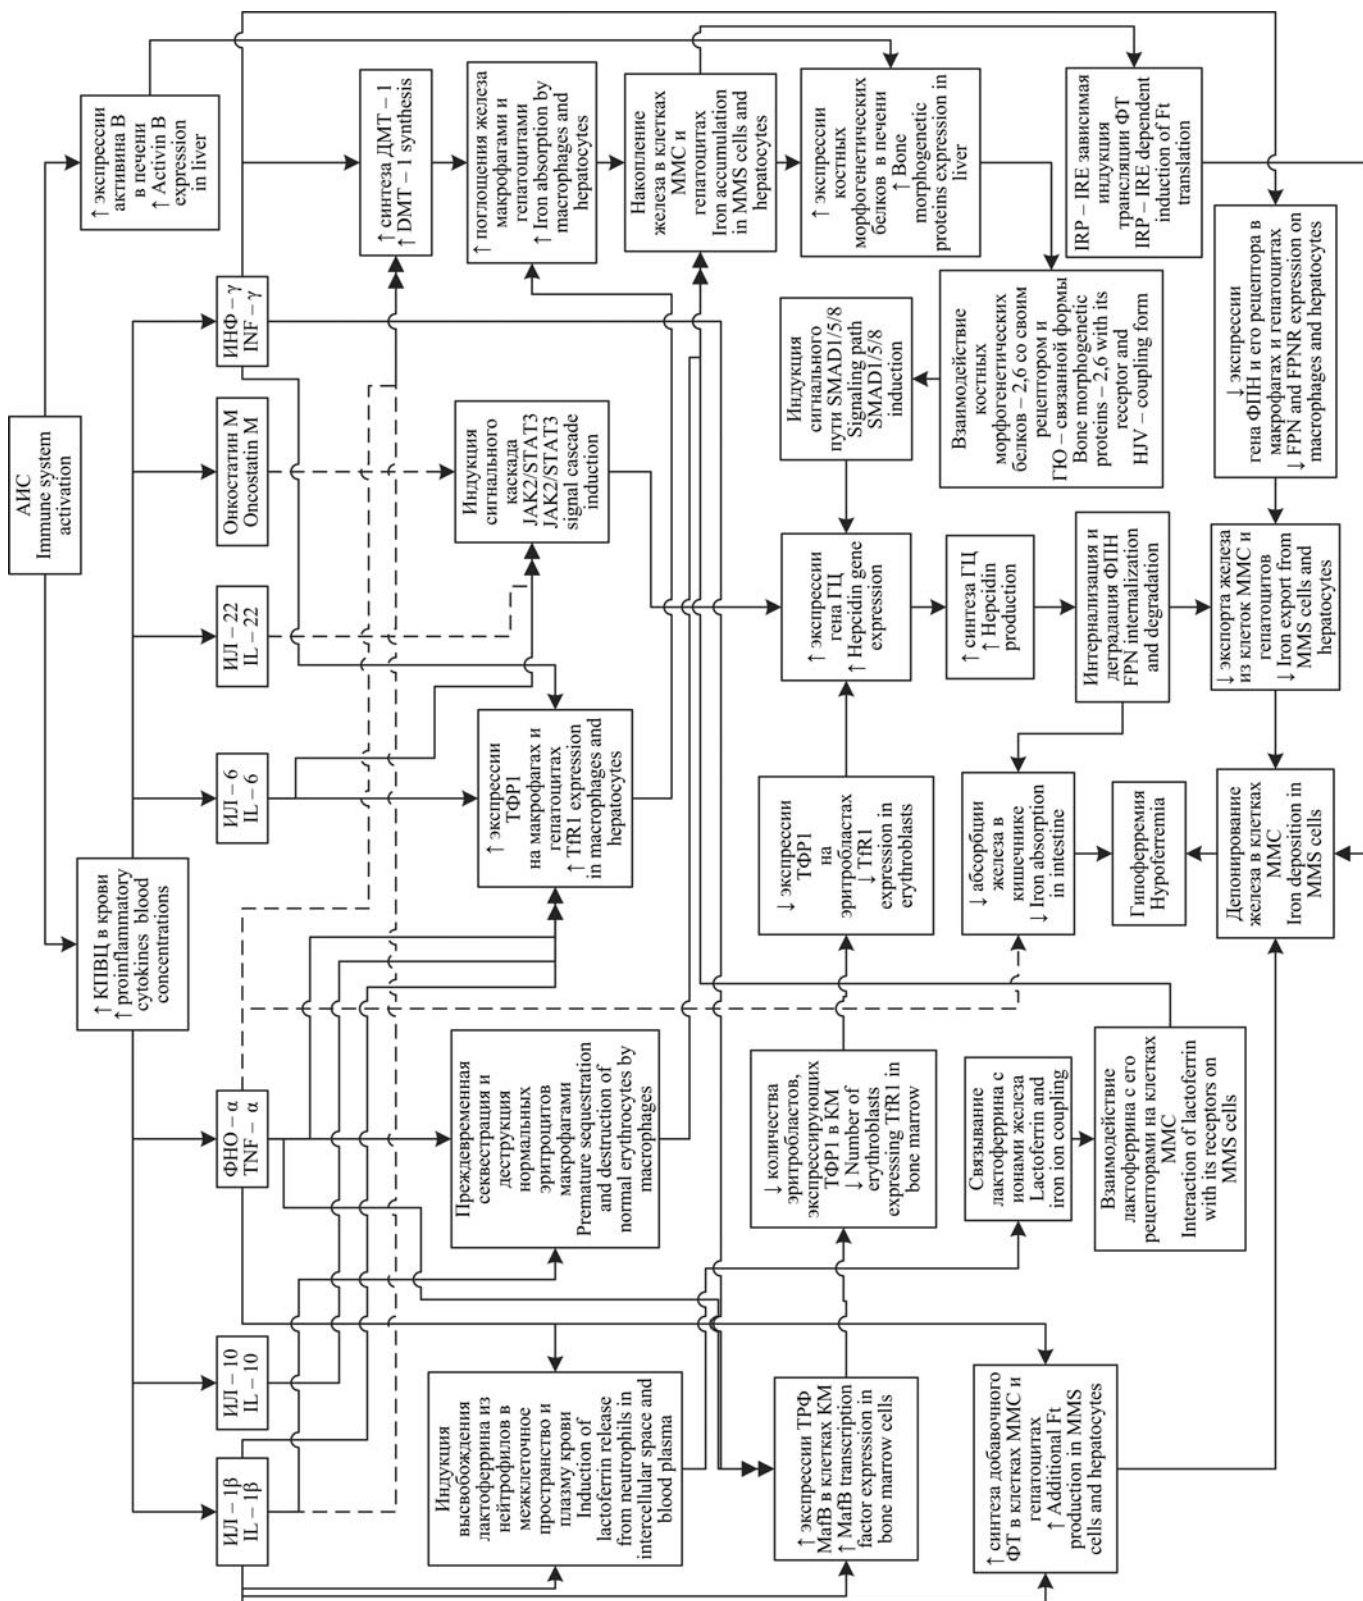 АИС
Immune system
activation
↑ КПВЦ в крови
↑ proinflammatory
cytokines blood
concentrations
↑ экспрессии
активина В
в печени
↑ Activin B
expression
in liver
ИЛ – 1β
IL – 1β
ИЛ – 10
IL – 10
ФНО – α
TNF – α
ИЛ – 6
IL – 6
ИЛ – 22
IL – 22
Онкостатин М
Oncostatin M
ИНФ – γ
INF – γ
↑ синтеза ДМТ – 1
↑ DMT – 1 synthesis
↑ поглощения железа
макрофагами и
гепатоцитами
↑ Iron absorption by
macrophages and
hepatocytes
Накопление
железа в клетках
ММС и
гепатоцитах
Iron accumulation
in MMS cells and
hepatocytes
↑ экспрессии
костных
морфогенетических
белков в печени
↑ Bone
morphogenetic
proteins expression in
liver
IRP – IRE зависимая
индукция
трансляции ФТ
IRP – IRE dependent
induction of Ft
translation
↓ экспрессии
гена ФПН и его рецептора в
макрофагах и гепатоцитах
↓ FPN and FPNR expression on
macrophages and hepatocytes
Индукция
высвобождения
лактоферрина из
нейтрофилов в
межклеточное
пространство и
плазму крови
Induction of
lactoferrin release
from neutrophils in
intercellular space and
blood plasma
Преждевременная
секвестрация и
деструкция
нормальных
эритроцитов
макрофагами
Premature sequestration
and destruction of
normal erythrocytes by
macrophages
↑ экспрессии
ТФР1
на макрофагах и
гепатоцитах
↑ TfR1 expression
in macrophages and
hepatocytes
Индукция
сигнального
каскада
JAK2/STAT3
JAK2/STAT3
signal cascade
induction
Индукция
сигнального
пути SMAD1/5/8
Signaling path
SMAD1/5/8
induction
Взаимодействие
костных
морфогенетических
белков – 2,6 со своим
рецептором и
ГЮ – связанной формы
Bone morphogenetic
proteins – 2,6 with its
receptor and
HJV – coupling form
↑ экспрессии ТРФ
MafB в клетках КМ
↑ MafB transcription
factor expression in
bone marrow cells
↓ количества
эритробластов,
экспрессирующих
ТФР1 в КМ
↓ Number of
erythroblasts
expressing TfR1 in
bone marrow
↓ экспрессии
ТФР1
на
эритробластах
↓ TfR1
expression in
erythroblasts
↑ экспрессии
гена ГЦ
↑ Hepcidin gene
expression
↑ синтеза ГЦ
↑ Hepcidin
production
Интернализация и
деградация ФПН
FPN internalization
and degradation
↓ экспорта железа
из клеток ММС и
гепатоцитов
↓ Iron export from
MMS cells and
hepatocytes
↑ синтеза добавочного
ФТ в клетках ММС и
гепатоцитах
↑ Additional Ft
production in MMS
cells and hepatocytes
Связывание
лактоферрина с
ионами железа
Lactoferrin and
iron ion coupling
Взаимодействие
лактоферрина с его
рецепторами на клетках
ММС
Interaction of lactoferrin
with its receptors on
MMS cells
↓ абсорбции
железа в
кишечнике
↓ Iron absorption
in intestine
Гипоферремия
Hypoferremia
Депонирование
железа в клетках
ММС
Iron deposition in
MMS cells